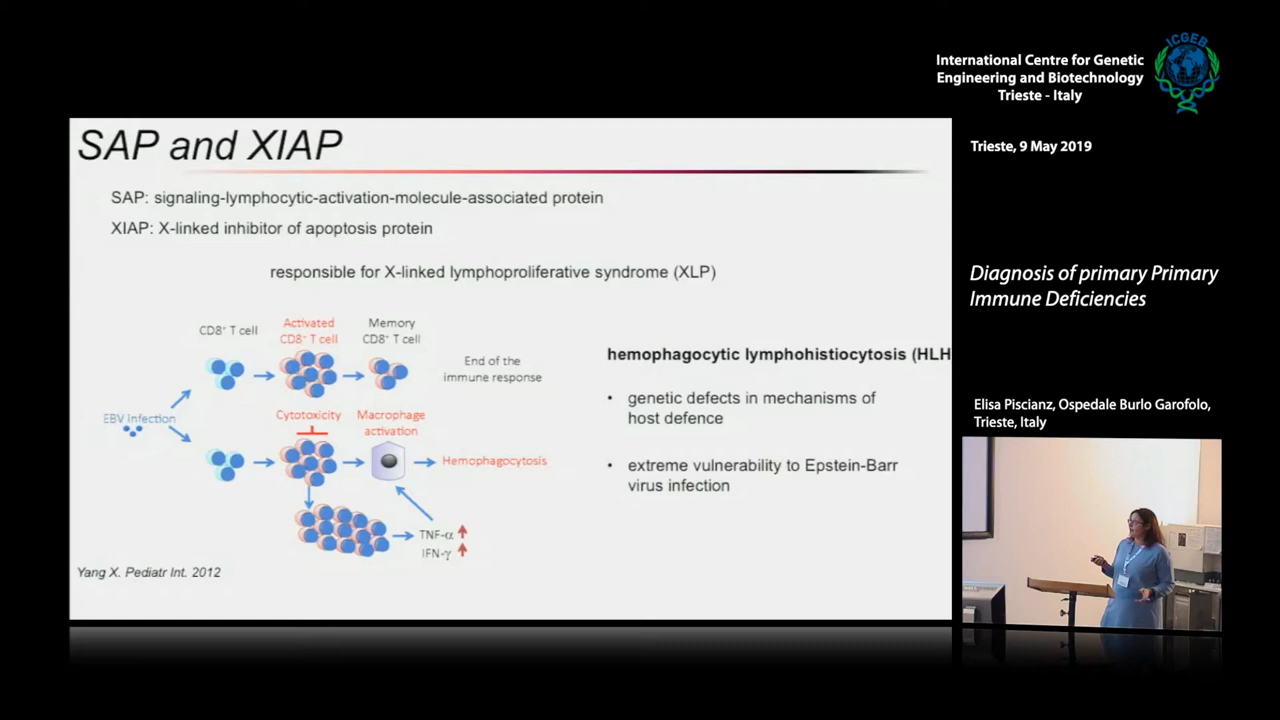 ICGEB
International Centre for Genetic
Engineering and Biotechnology
Trieste - Italy
Trieste, 9 May 2019
SAP and XIAP
SAP: signaling-lymphocytic-activation-molecule-associated protein
XIAP: X-linked inhibitor of apoptosis protein
responsible for X-linked lymphoproliferative syndrome (XLP)
CD8⁺ T cell
Activated
CD8⁺ T cell
Memory
CD8⁺ T cell
End of the
immune response
EBV infection
Cytotoxicity
Macrophage
activation
Hemophagocytosis
TNF-α
IFN-γ
hemophagocytic lymphohistiocytosis (HLH
• genetic defects in mechanisms of
host defence
• extreme vulnerability to Epstein-Barr
virus infection
Yang X. Pediatr Int. 2012
Diagnosis of primary Primary
Immune Deficiencies
Elisa Piscianz, Ospedale Burlo Garofolo,
Trieste, Italy